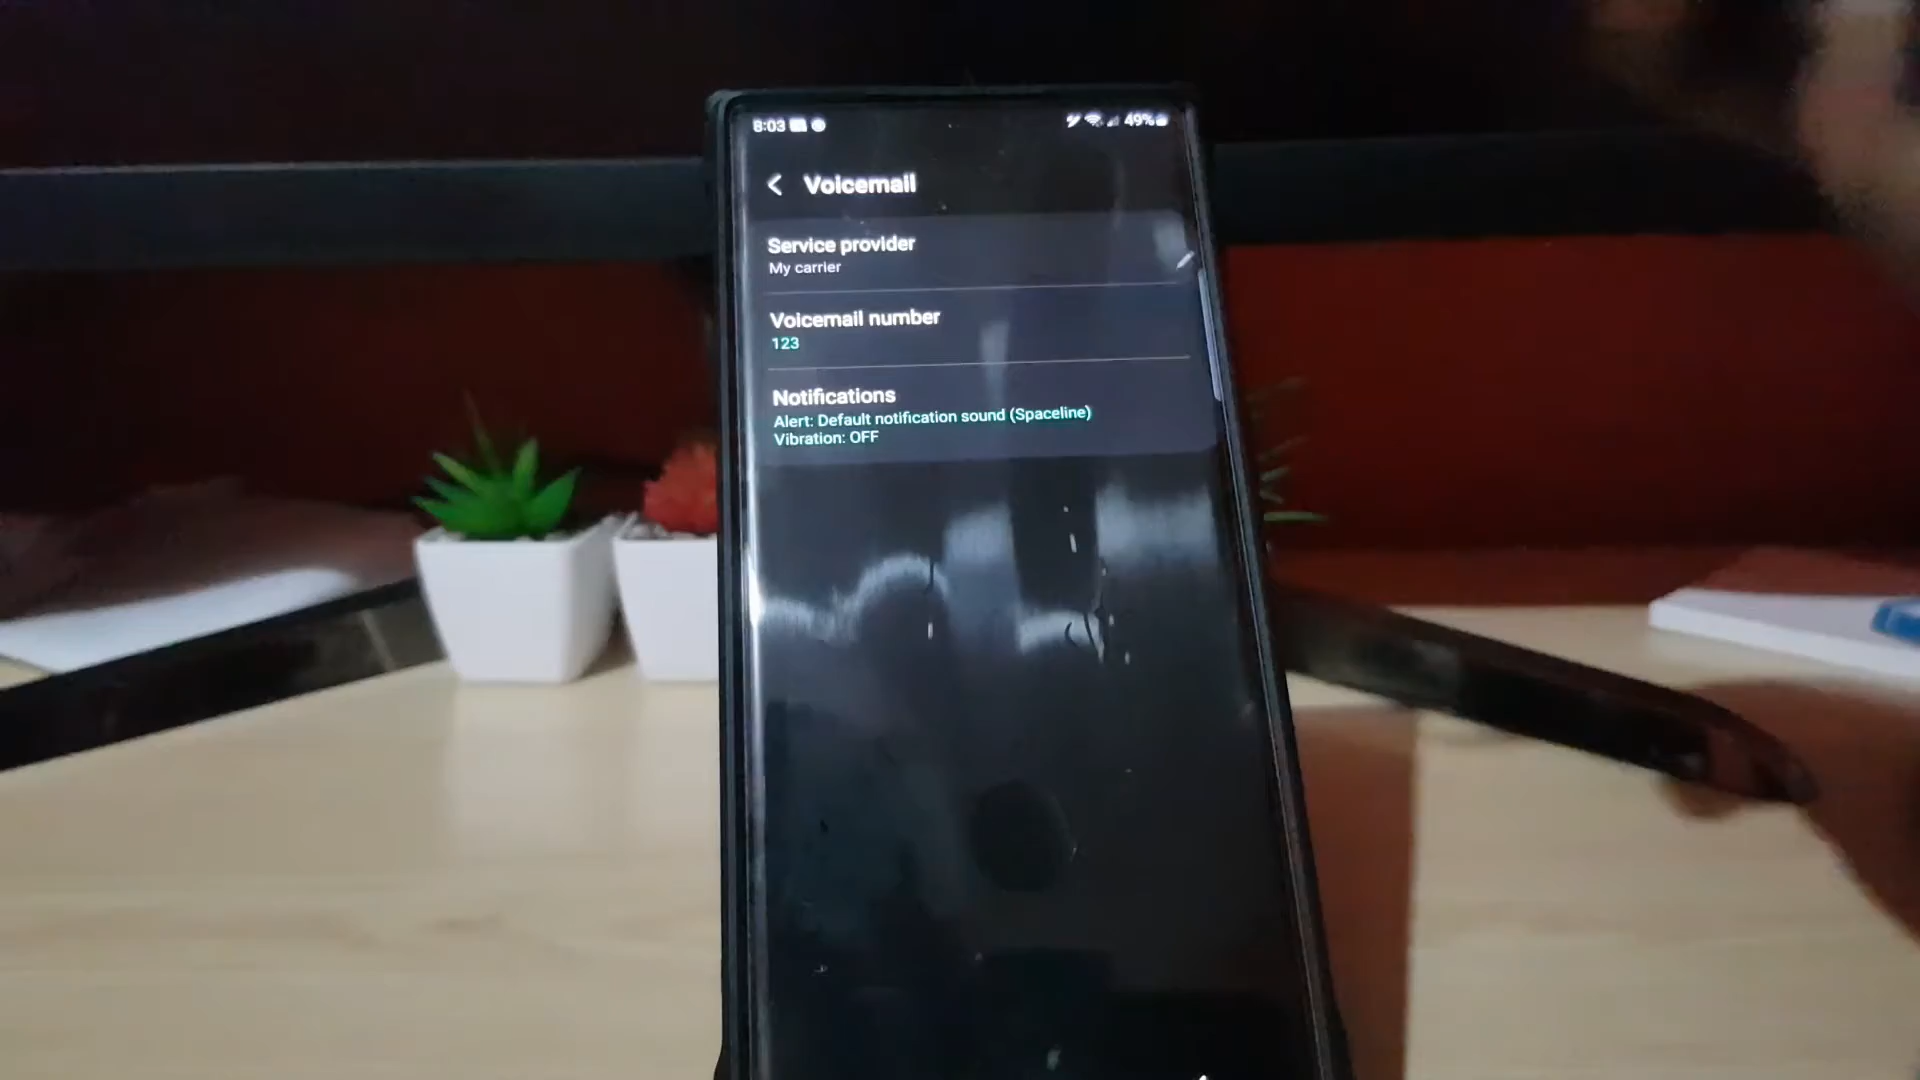 8:03 49%
Voicemail
Service provider
My carrier
Voicemail number
123
Notifications
Alert: Default notification sound (Spaceline)
Vibration: OFF